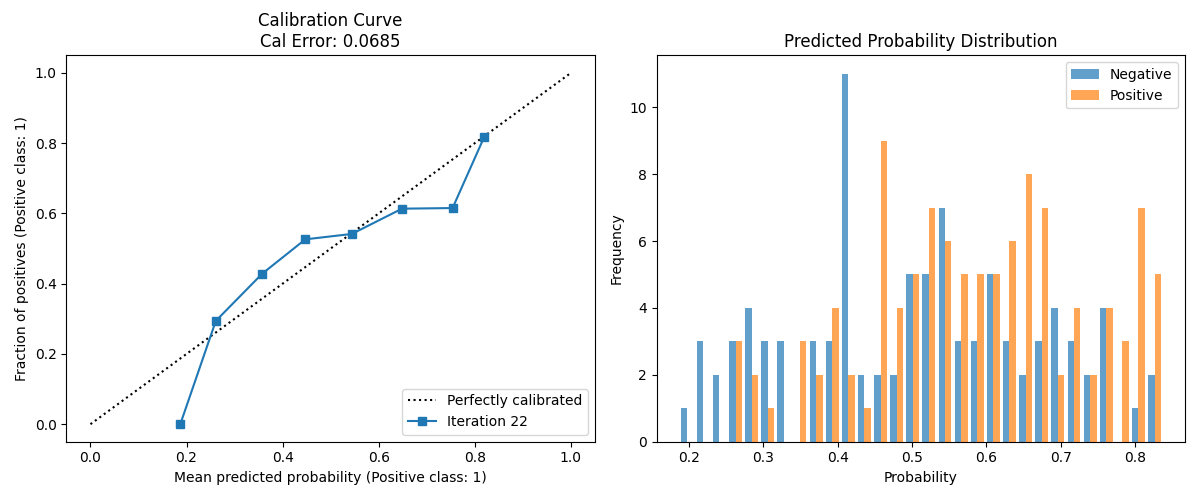 Calibration Curve
Cal Error: 0.0685
1.0
0.8
0.6
0.4
0.2
0.0
Fraction of positives (Positive class: 1)
Perfectly calibrated
Iteration 22
0.0 0.2 0.4 0.6 0.8 1.0
Mean predicted probability (Positive class: 1)
Predicted Probability Distribution
Negative
Positive
10
8
6
4
2
0
Frequency
0.2 0.3 0.4 0.5 0.6 0.7 0.8
Probability